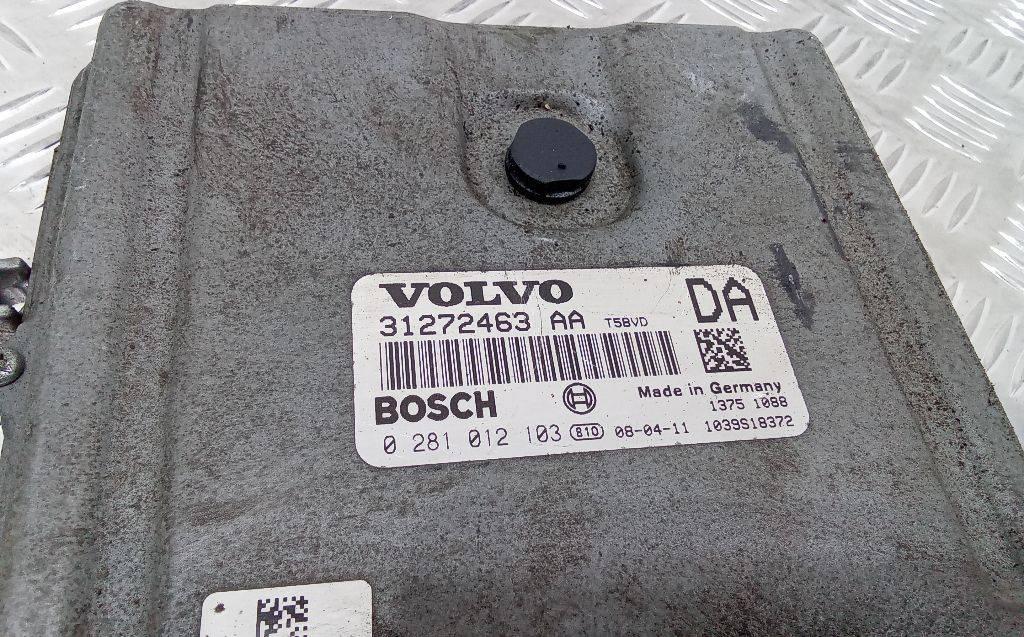 VOLVO
31272463 AA T5BVD DA
BOSCH
Made in Germany
1375 1088
0 281 012 103 810 08-04-11 1039S18372